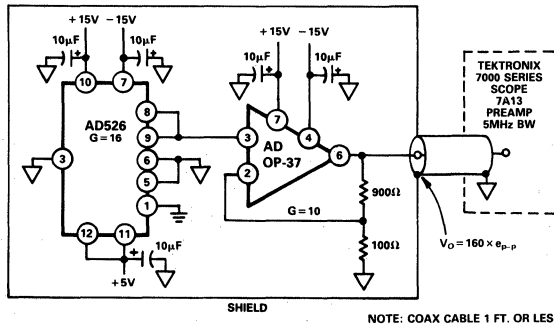 +15V −15V
10μF 10μF
10 7
AD526
G=16
8
9
6
5
1
3
12 11
10μF
+5V
+15V −15V
10μF 10μF
7
4
3
2
6
AD
OP-37
G=10
900Ω
100Ω
SHIELD
TEKTRONIX
7000 SERIES
SCOPE
7A13
PREAMP
5MHz BW
V_O = 160 × e_p-p
NOTE: COAX CABLE 1 FT. OR LES